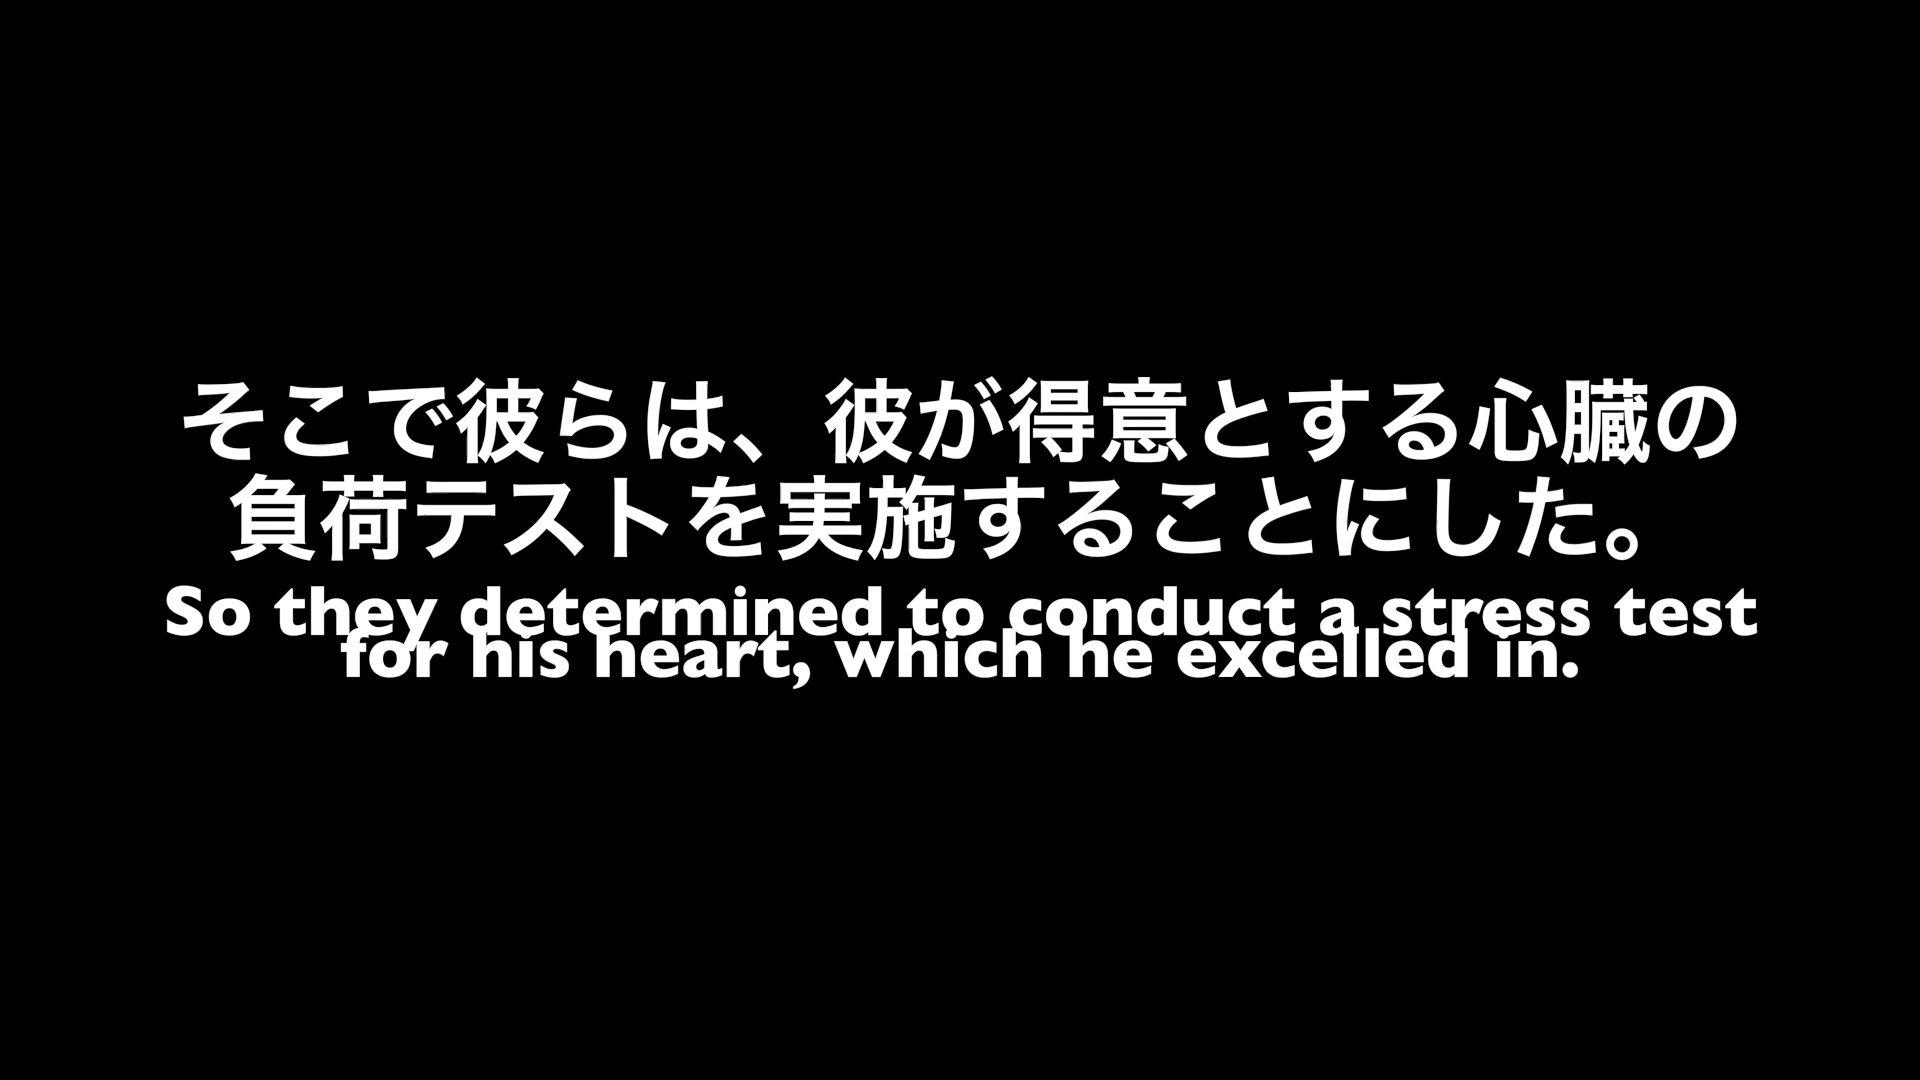 そこで彼らは、彼が得意とする心臓の
負荷テストを実施することにした。
So they determined to conduct a stress test
for his heart, which he excelled in.